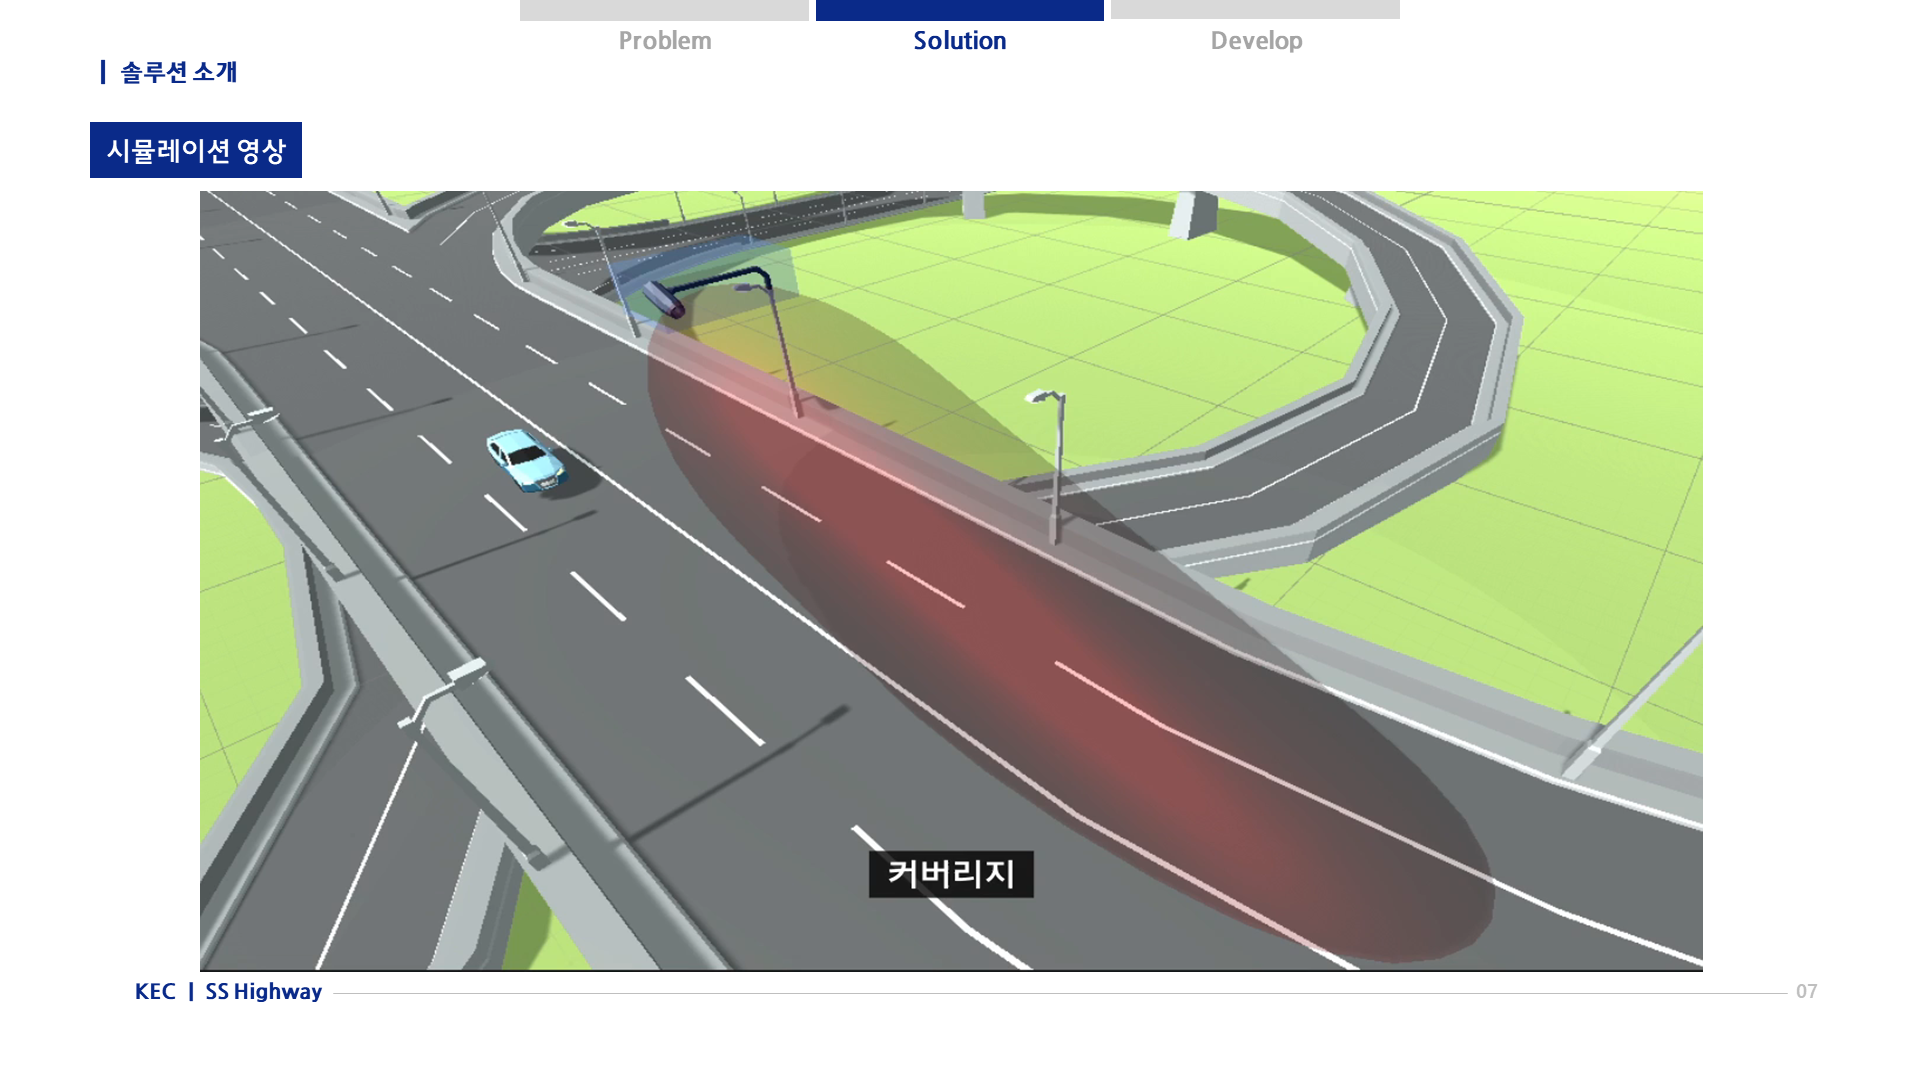 Problem
Solution
Develop
| 솔루션 소개
시뮬레이션 영상
커버리지
KEC | SS Highway
07